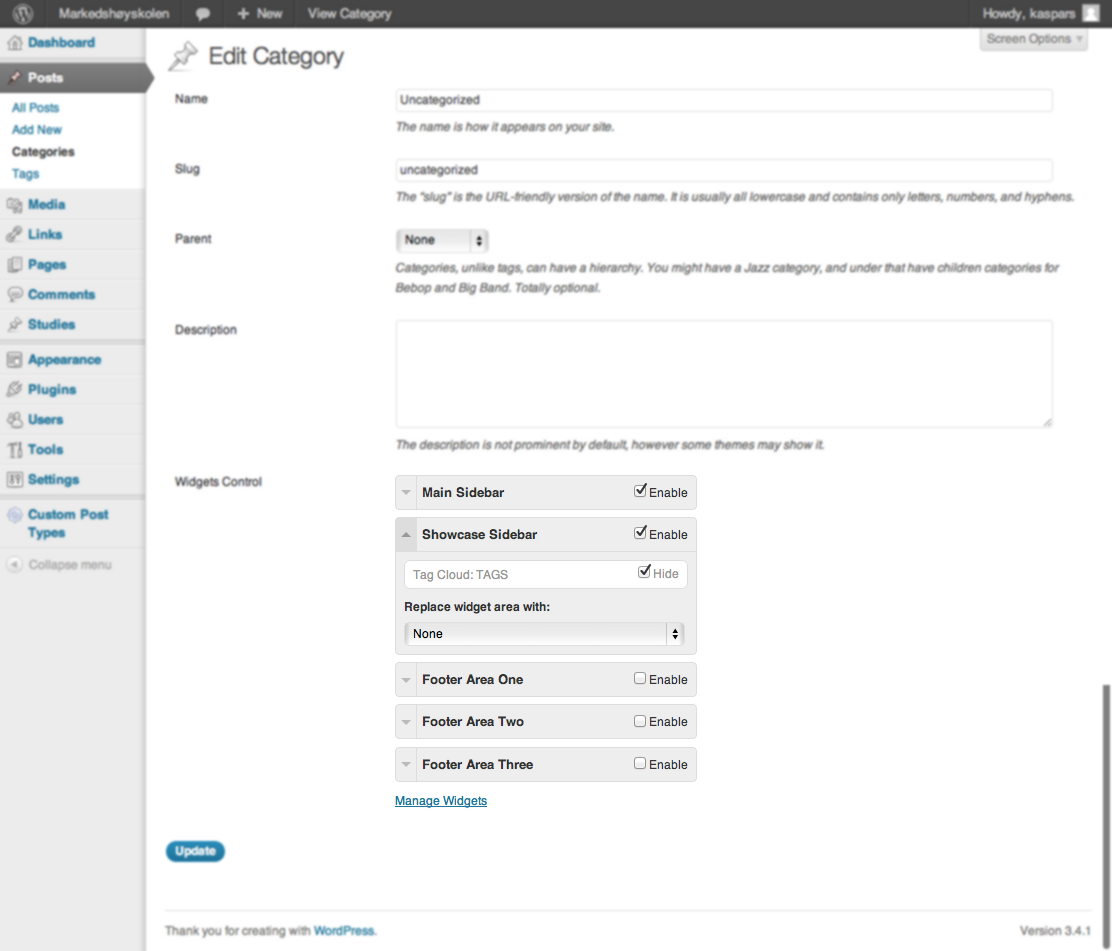 Markedshøyskolen
+ New
View Category
Howdy, kaspars
Screen Options
Dashboard
Posts
All Posts
Add New
Categories
Tags
Media
Links
Pages
Comments
Studies
Appearance
Plugins
Users
Tools
Settings
Custom Post
Types
Collapse menu
Edit Category
Name
Uncategorized
The name is how it appears on your site.
Slug
uncategorized
The "slug" is the URL-friendly version of the name. It is usually all lowercase and contains only letters, numbers, and hyphens.
Parent
None
Categories, unlike tags, can have a hierarchy. You might have a Jazz category, and under that have children categories for
Bebop and Big Band. Totally optional.
Description
The description is not prominent by default, however some themes may show it.
Widgets Control
Main Sidebar Enable
Showcase Sidebar Enable
Tag Cloud: TAGS Hide
Replace widget area with:
None
Footer Area One Enable
Footer Area Two Enable
Footer Area Three Enable
Manage Widgets
Update
Thank you for creating with WordPress.
Version 3.4.1